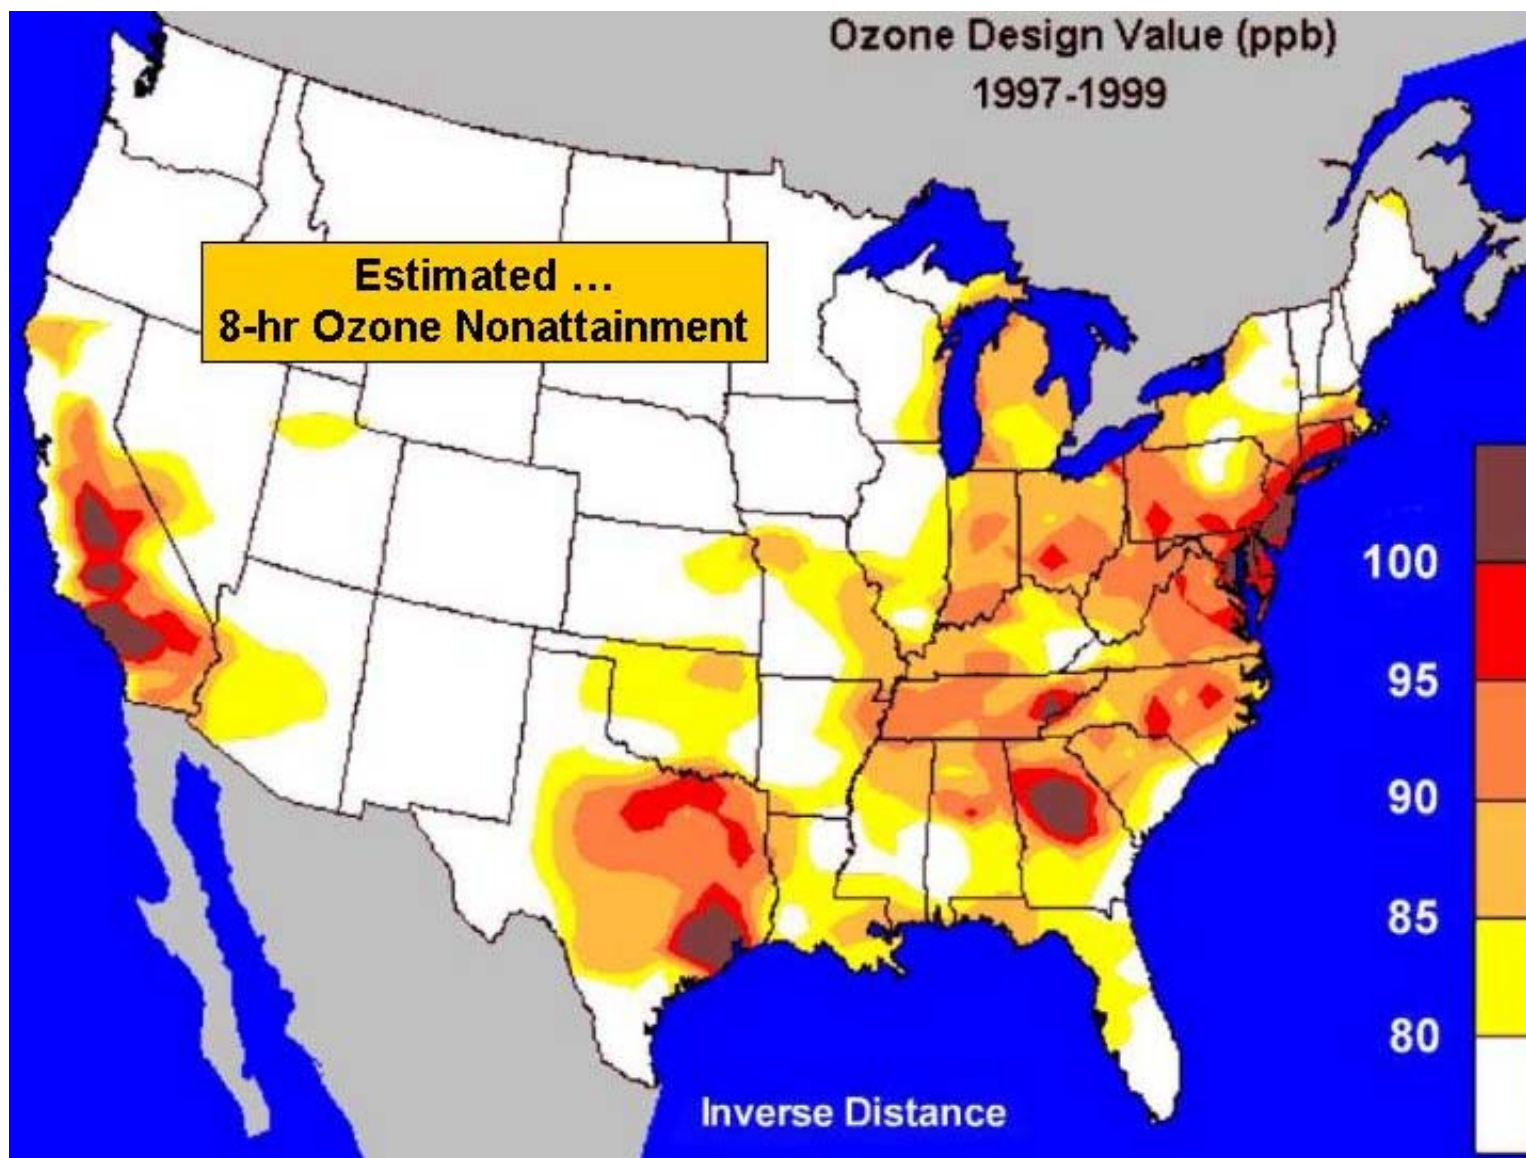 Ozone Design Value (ppb)
1997-1999
Estimated …
8-hr Ozone Nonattainment
100
95
90
85
80
Inverse Distance